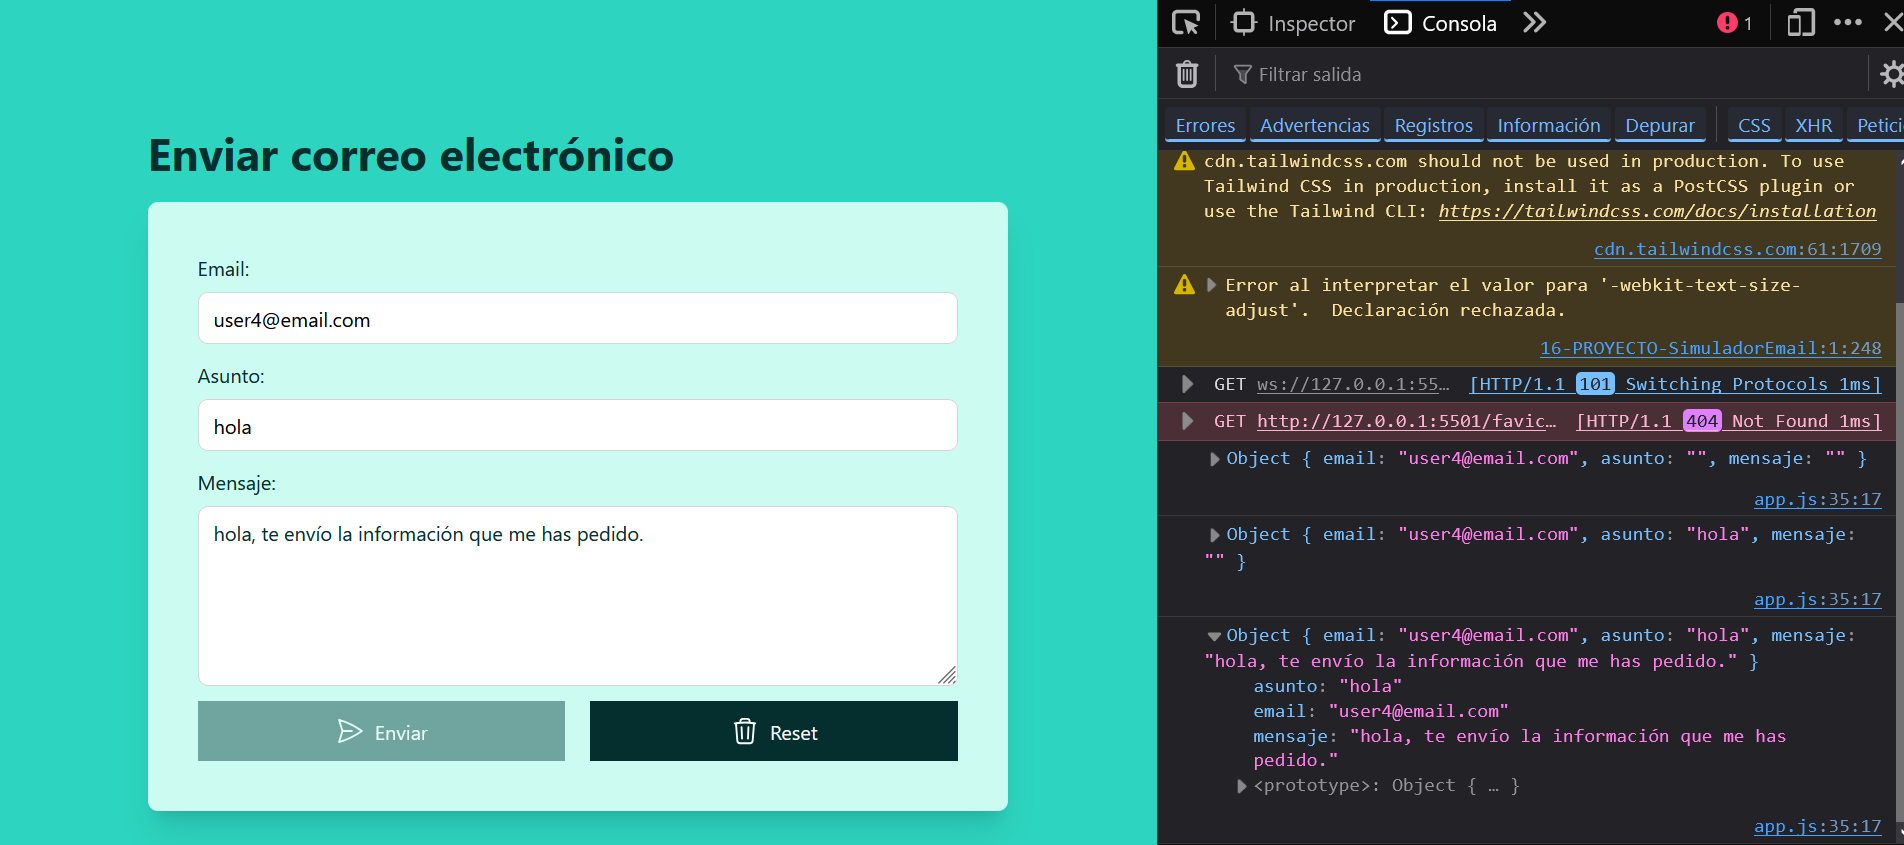 Enviar correo electrónico
Email:
user4@email.com
Asunto:
hola
Mensaje:
hola, te envío la información que me has pedido.
Enviar
Reset
Inspector
Consola
1
Filtrar salida
Errores
Advertencias
Registros
Información
Depurar
CSS
XHR
Petici
cdn.tailwindcss.com should not be used in production. To use
Tailwind CSS in production, install it as a PostCSS plugin or
use the Tailwind CLI: https://tailwindcss.com/docs/installation
cdn.tailwindcss.com:61:1709
Error al interpretar el valor para '-webkit-text-size-
adjust'.  Declaración rechazada.
16-PROYECTO-SimuladorEmail:1:248
GET ws://127.0.0.1:55… [HTTP/1.1 101 Switching Protocols 1ms]
GET http://127.0.0.1:5501/favic… [HTTP/1.1 404 Not Found 1ms]
Object { email: "user4@email.com", asunto: "", mensaje: "" }
app.js:35:17
Object { email: "user4@email.com", asunto: "hola", mensaje:
"" }
app.js:35:17
Object { email: "user4@email.com", asunto: "hola", mensaje:
"hola, te envío la información que me has pedido." }
asunto: "hola"
email: "user4@email.com"
mensaje: "hola, te envío la información que me has
pedido."
<prototype>: Object { … }
app.js:35:17